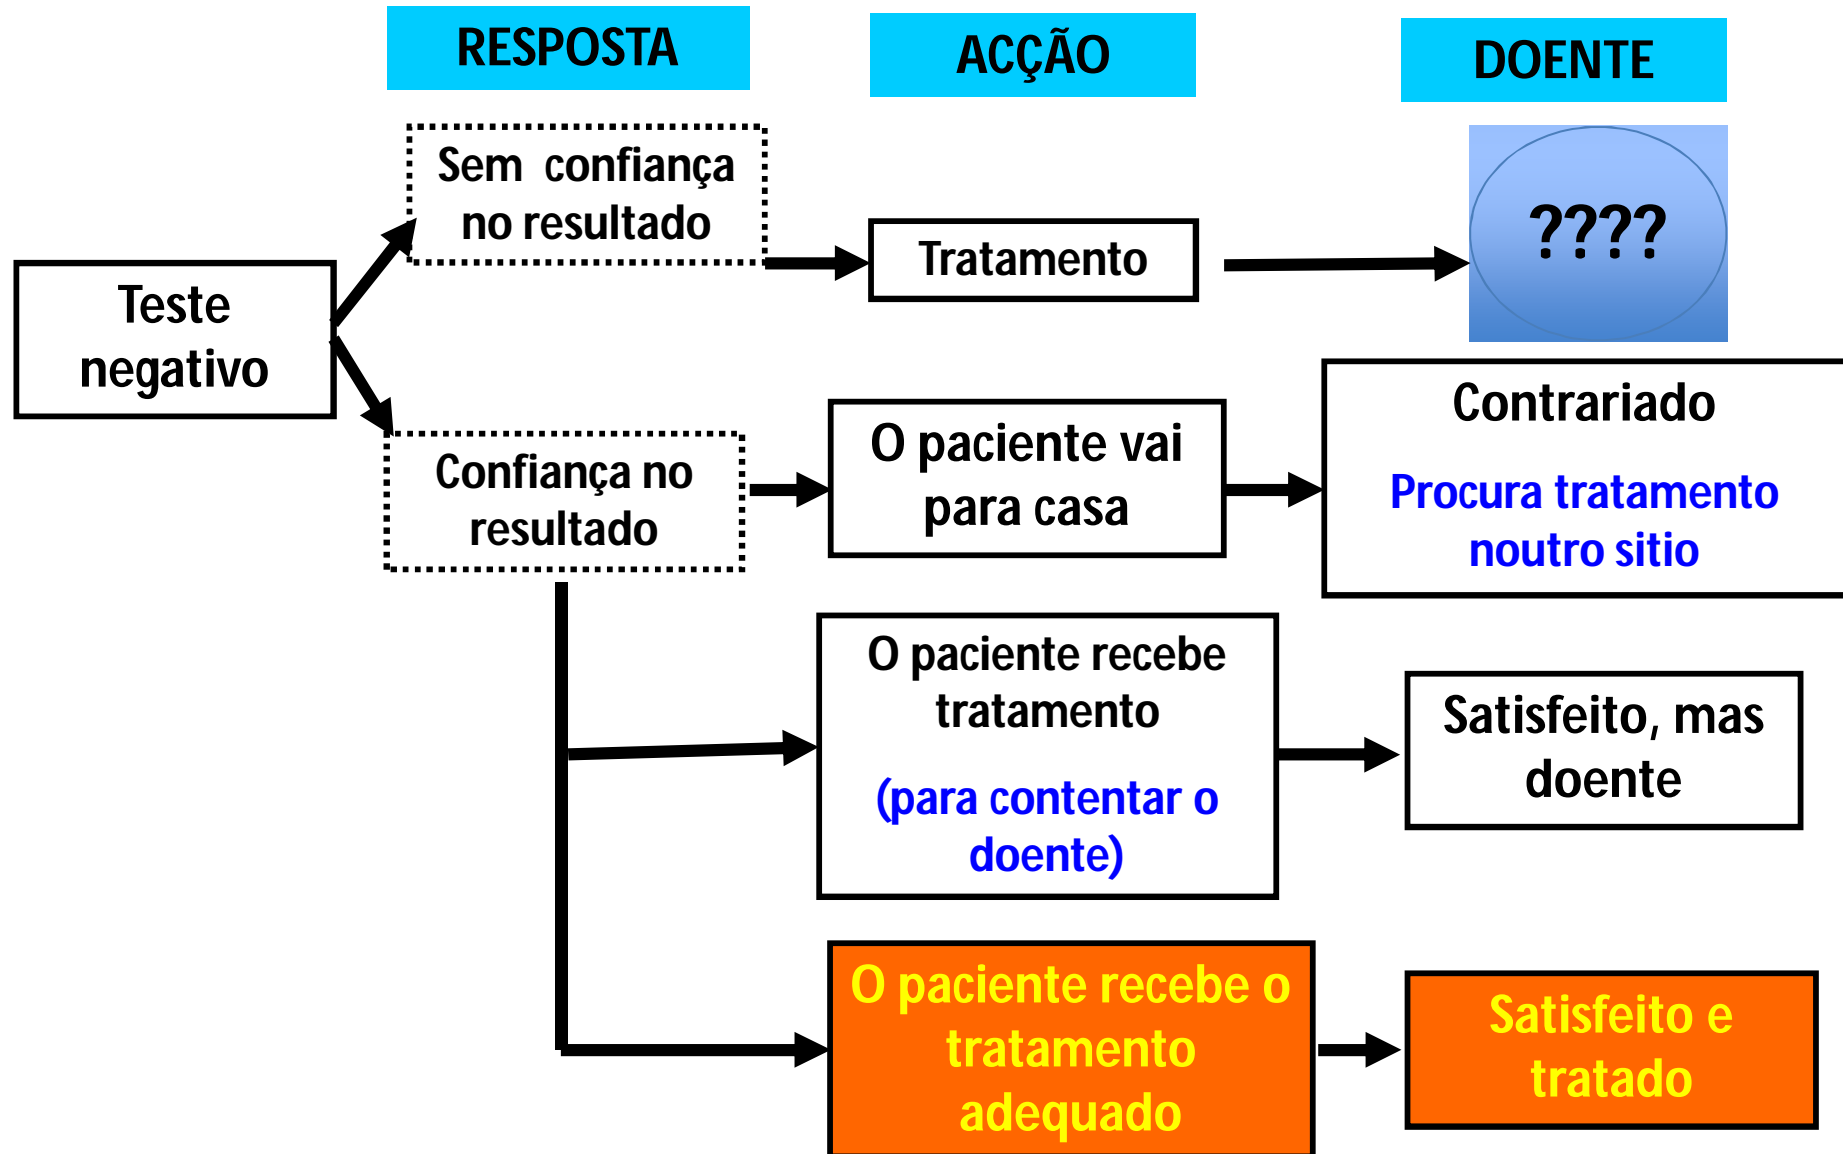 RESPOSTA
ACÇÃO
DOENTE
Sem confiança
no resultado
Tratamento
????
Teste
negativo
Confiança no
resultado
O paciente vai
para casa
Contrariado
Procura tratamento
noutro sitio
O paciente recebe
tratamento
(para contentar o
doente)
Satisfeito, mas
doente
O paciente recebe o
tratamento
adequado
Satisfeito e
tratado